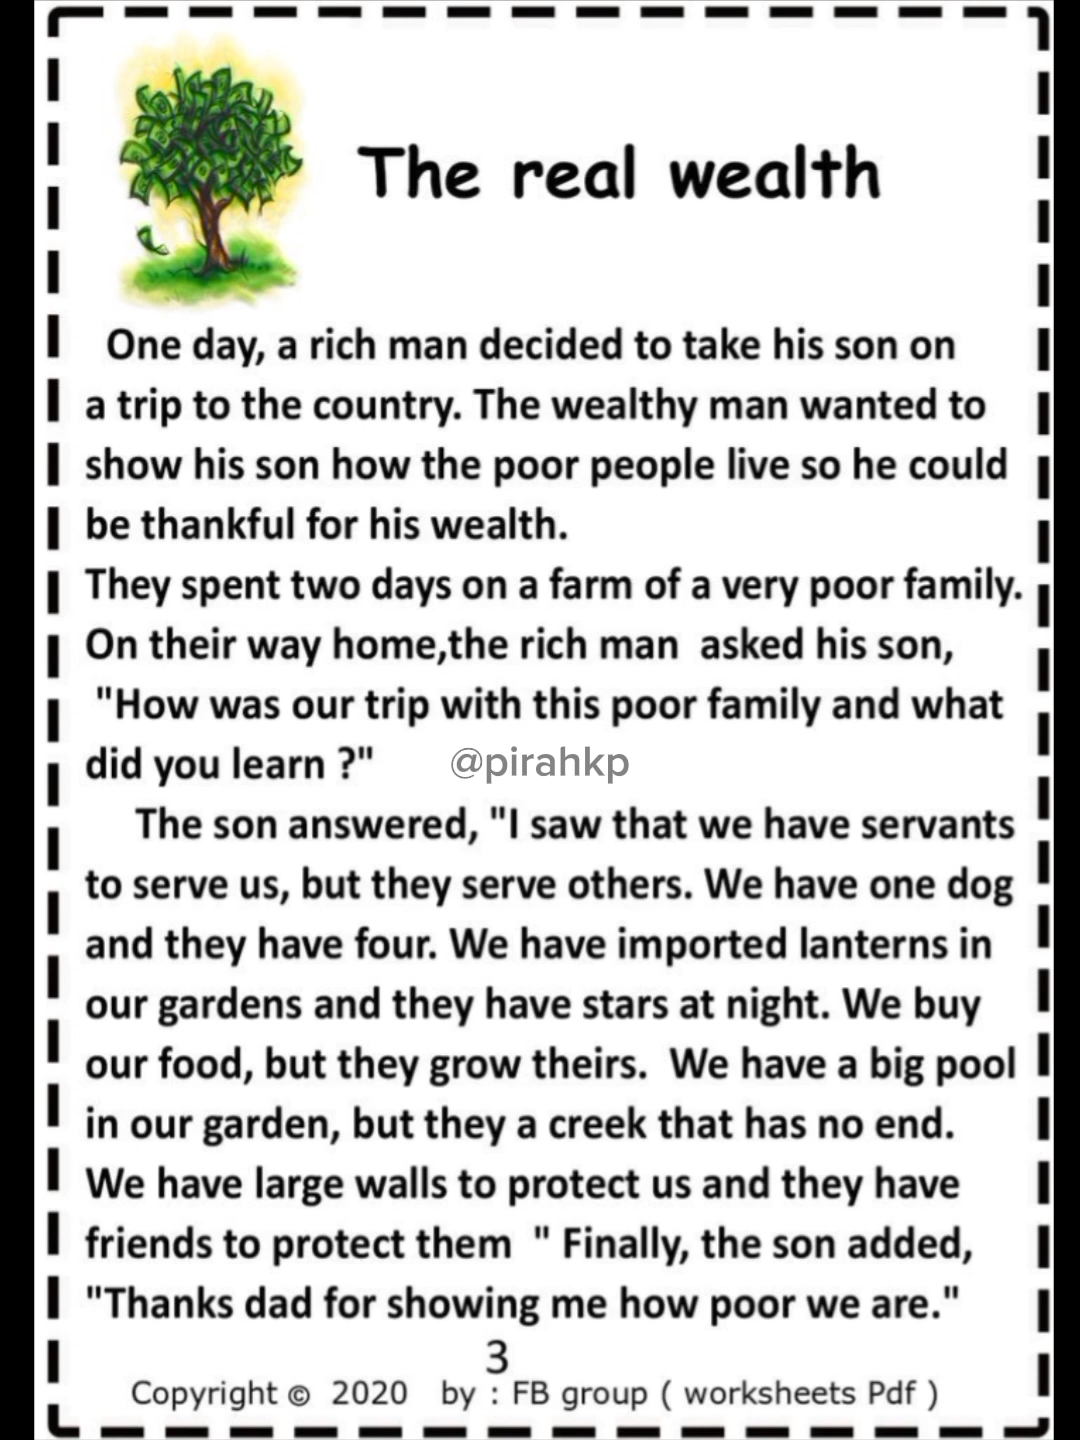 The real wealth
One day, a rich man decided to take his son on
a trip to the country. The wealthy man wanted to
show his son how the poor people live so he could
be thankful for his wealth.
They spent two days on a farm of a very poor family.
On their way home,the rich man  asked his son,
"How was our trip with this poor family and what
did you learn ?"
@pirahkp
The son answered, "I saw that we have servants
to serve us, but they serve others. We have one dog
and they have four. We have imported lanterns in
our gardens and they have stars at night. We buy
our food, but they grow theirs.  We have a big pool
in our garden, but they a creek that has no end.
We have large walls to protect us and they have
friends to protect them  " Finally, the son added,
"Thanks dad for showing me how poor we are."
3
Copyright ©  2020   by : FB group ( worksheets Pdf )